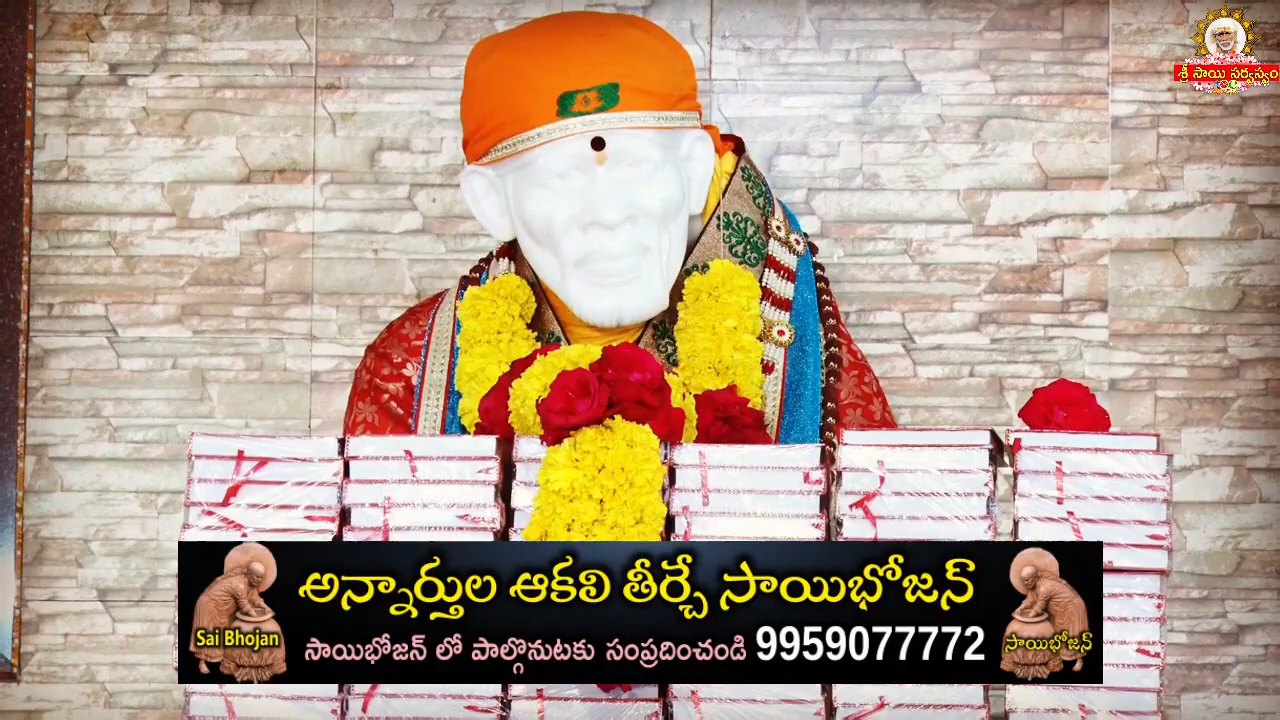 శ్రీ సాయి సర్వస్వం
అన్నార్తుల ఆకలి తీర్చే సాయిభోజన్
Sai Bhojan
సాయిభోజన్ లో పాల్గొనుటకు సంప్రదించండి 9959077772
సాయిభోజన్